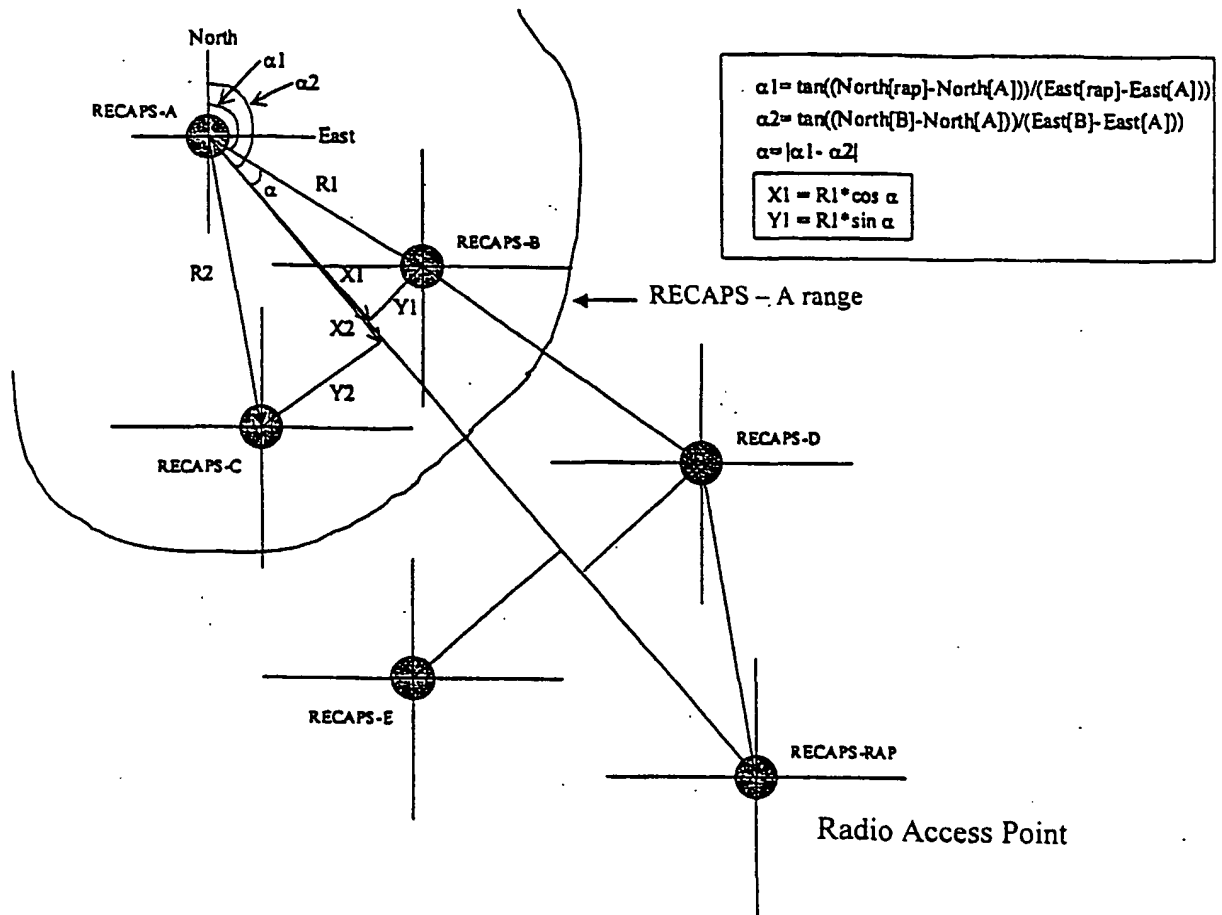 North
α1
α2
RECAPS-A
East
α
R1
RECAPS-B
R2
X1
Y1
X2
Y2
RECAPS – A range
RECAPS-C
RECAPS-D
RECAPS-E
RECAPS-RAP
Radio Access Point
α1= tan((North[rap]-North[A]))/(East[rap]-East[A]))
α2= tan((North[B]-North[A]))/(East[B]-East[A]))
α=|α1- α2|
X1 = R1*cos α
Y1 = R1*sin α